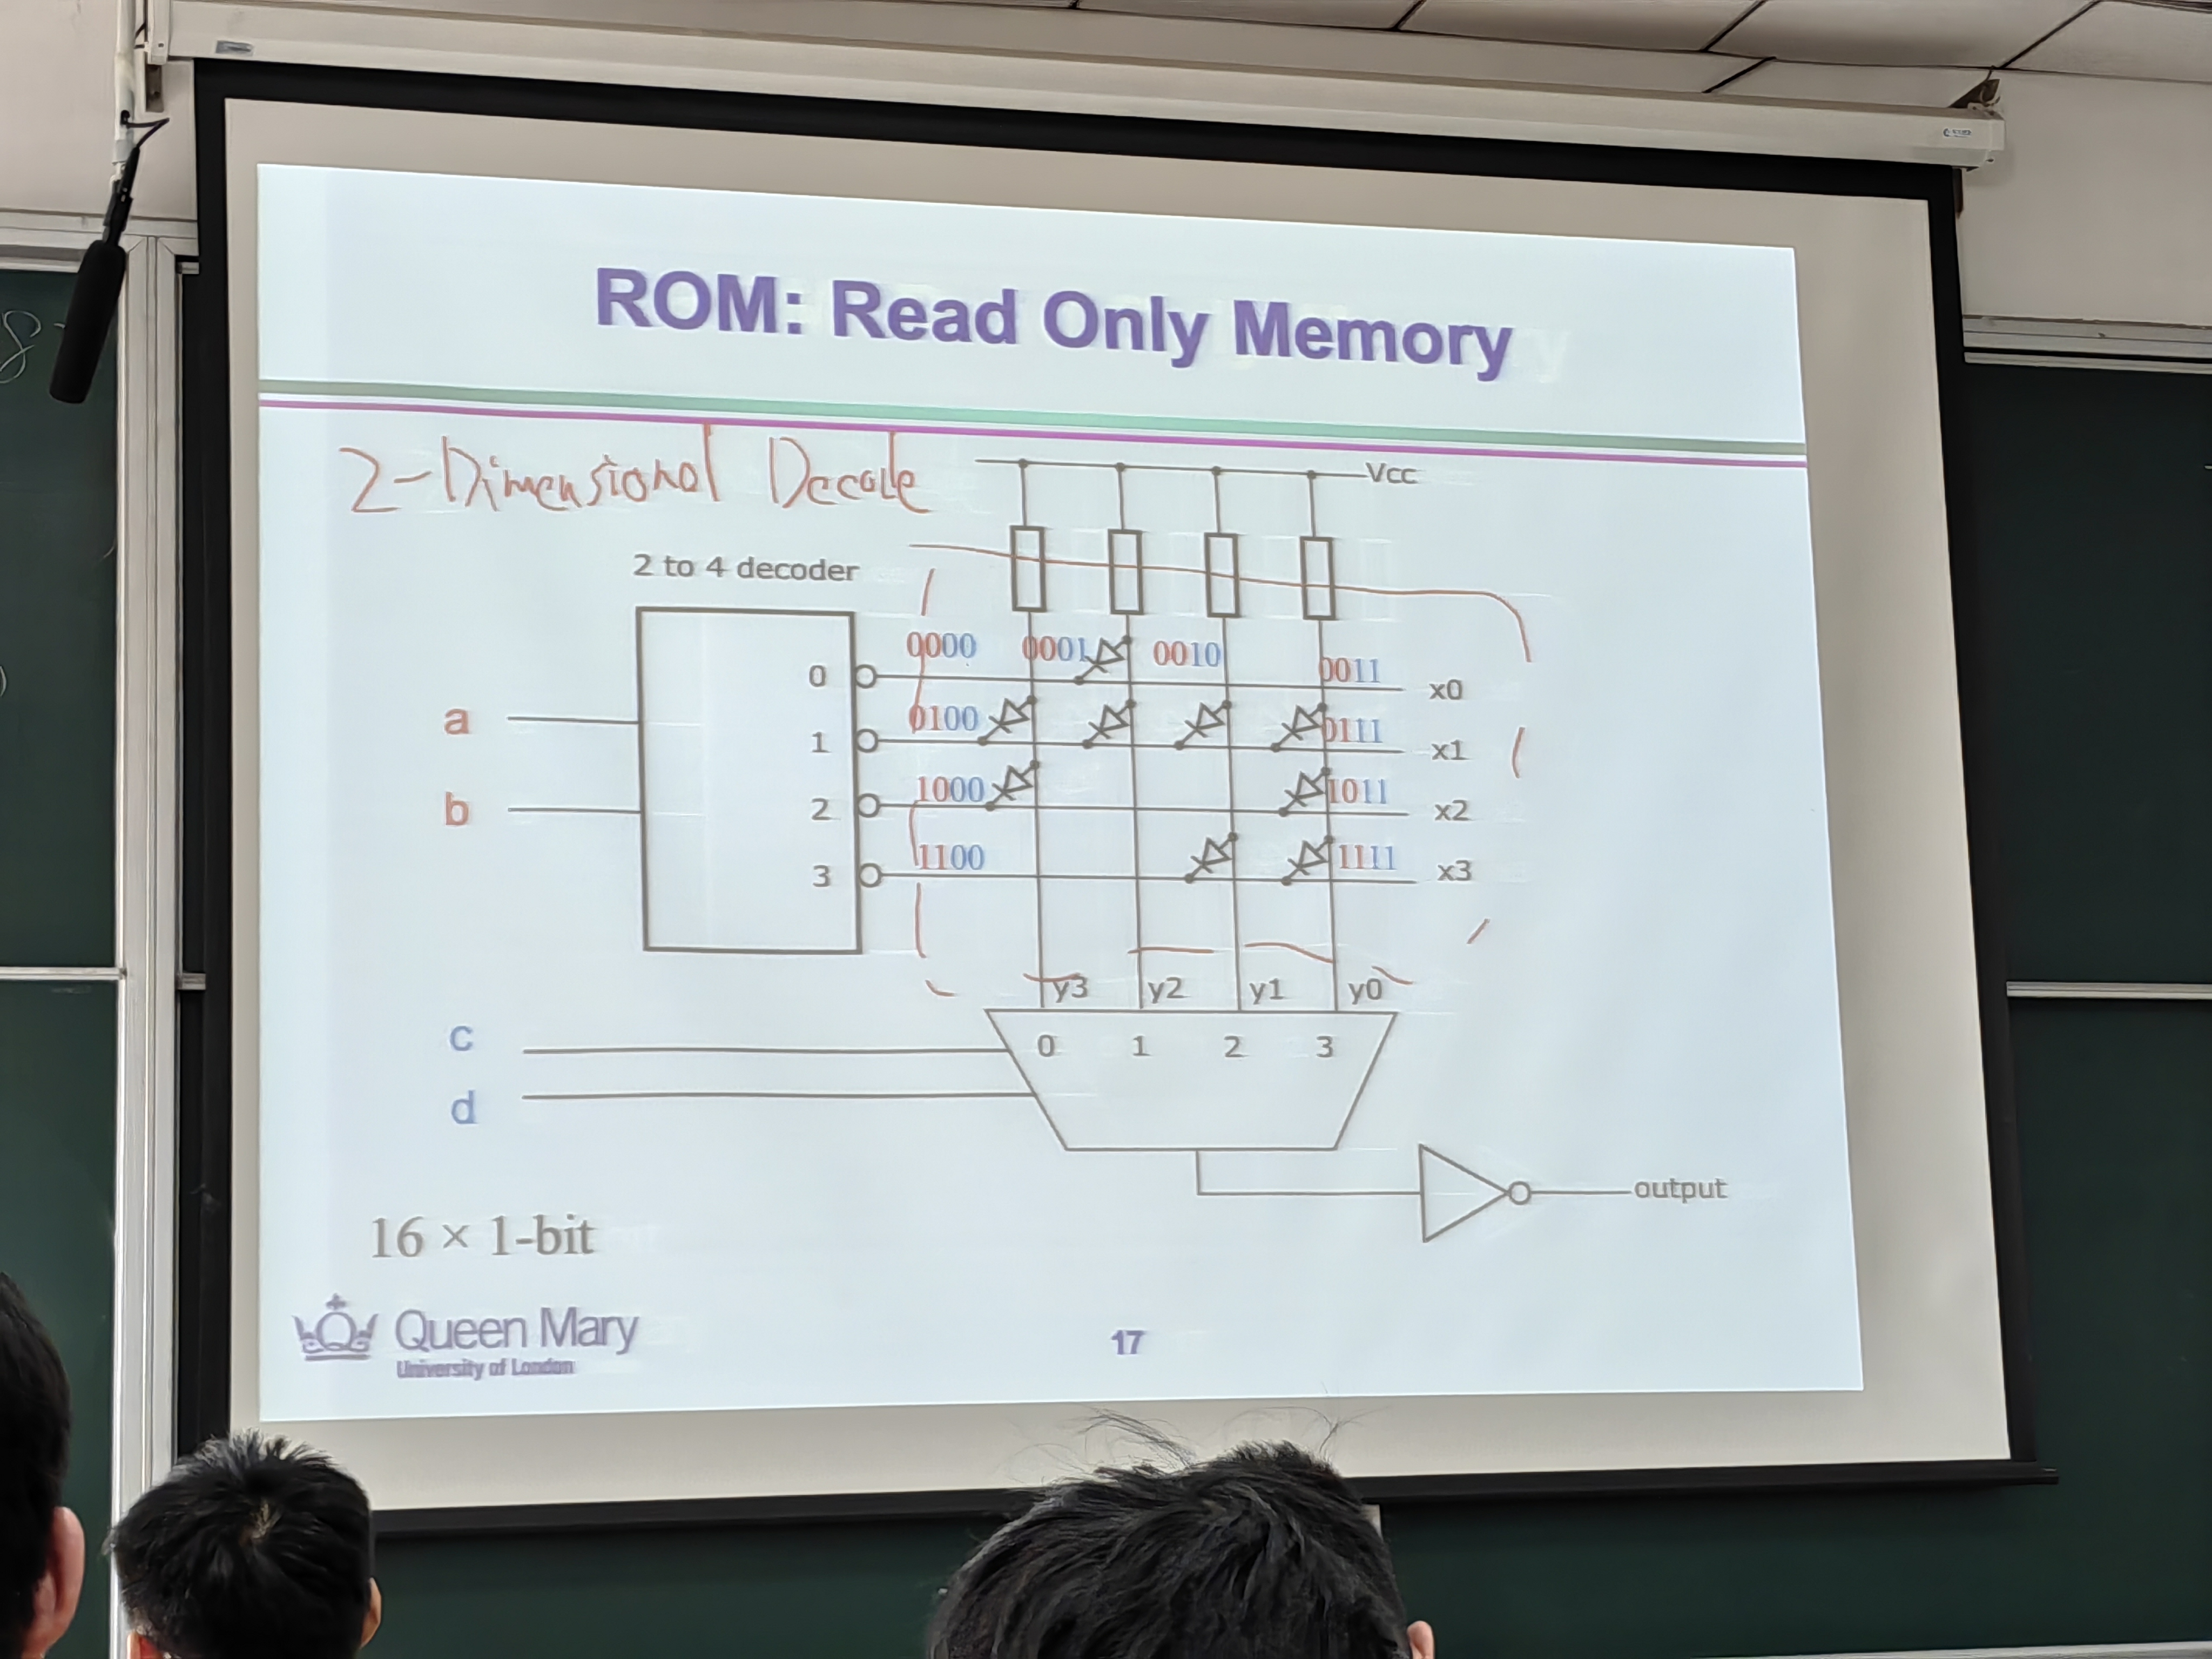 ROM: Read Only Memory
2-Dimensional Decode
Vcc
2 to 4 decoder
0000 0001 0010 0011
0 x0
a
0100 0111
1 x1
1000 1011
b 2 x2
1100 1111
3 x3
y3 y2 y1 y0
c 0 1 2 3
d
output
16 × 1-bit
Queen Mary
University of London
17